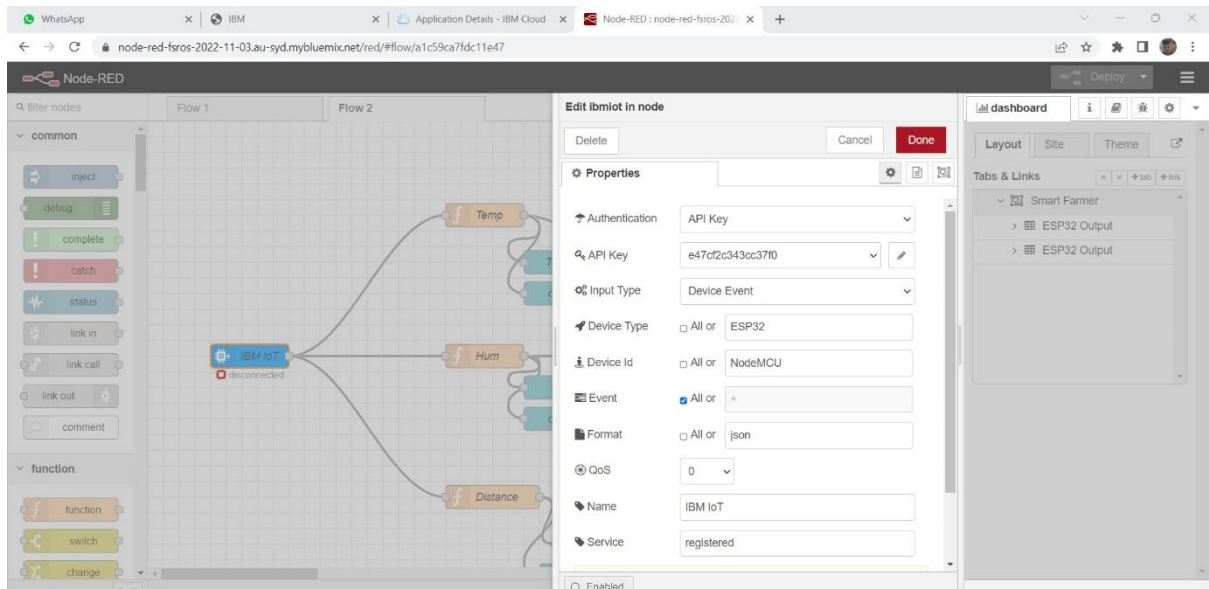 WhatsApp
IBM
Application Details - IBM Cloud
Node-RED : node-red-fsros-2022
node-red-fsros-2022-11-03.au-syd.mybluemix.net/red/#flow/a1c59ca7fdc11e47
Node-RED
Deploy
filter nodes
Flow 1
Flow 2
Edit ibmiot in node
dashboard
Delete
Cancel
Done
common
Layout
Site
Theme
Properties
Tabs & Links
+tab
+link
inject
Smart Farmer
debug
Temp
Authentication
API Key
ESP32 Output
complete
API Key
e47cf2c343cc37f0
ESP32 Output
catch
status
Input Type
Device Event
link in
Device Type
All or
ESP32
link call
IBM IoT
Hum
Device Id
All or
NodeMCU
disconnected
link out
Event
All or
+
comment
Format
All or
json
function
QoS
0
function
Distance
Name
IBM IoT
switch
Service
registered
change
Enabled